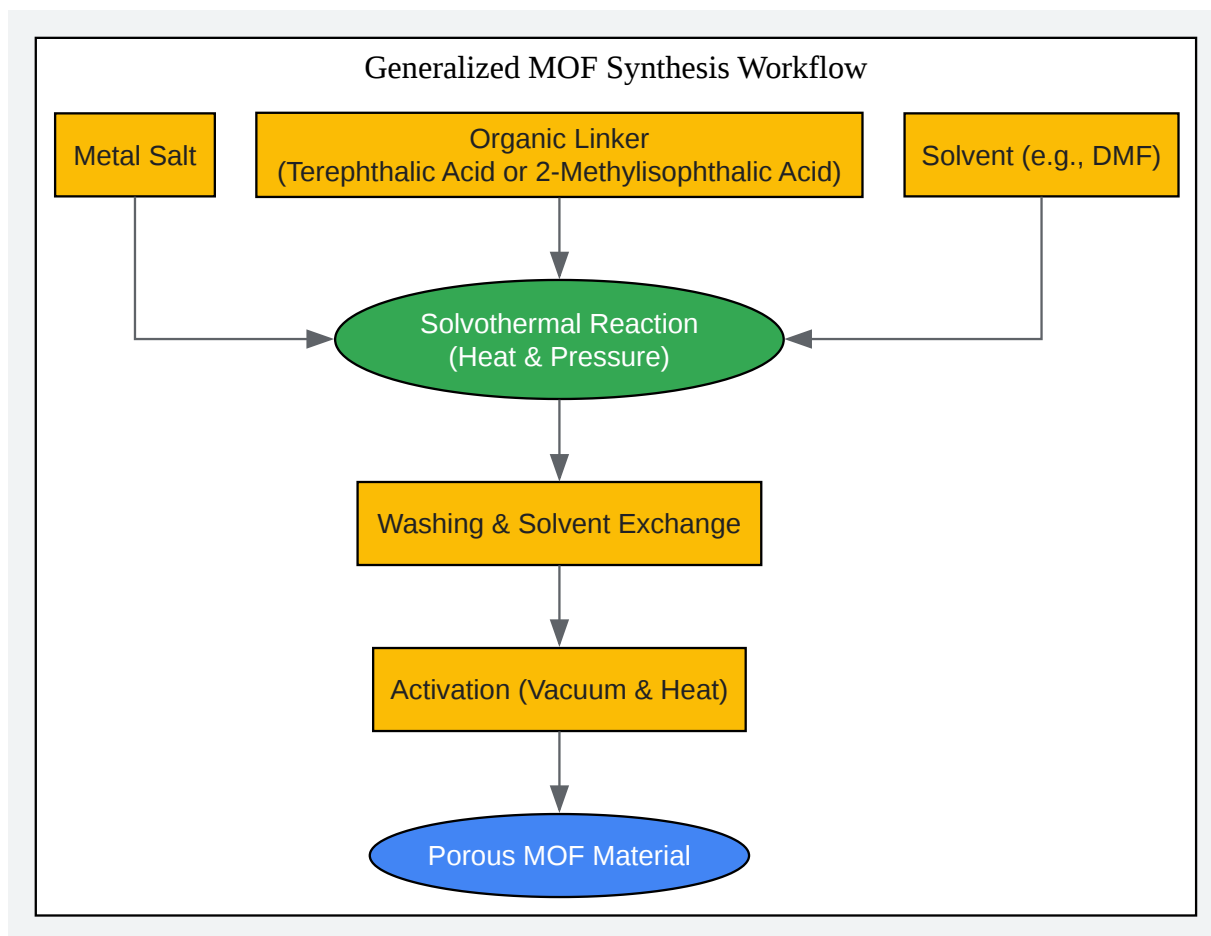 Generalized MOF Synthesis Workflow
Metal Salt
Organic Linker
(Terephthalic Acid or 2-Methylisophthalic Acid)
Solvent (e.g., DMF)
Solvothermal Reaction
(Heat & Pressure)
Washing & Solvent Exchange
Activation (Vacuum & Heat)
Porous MOF Material